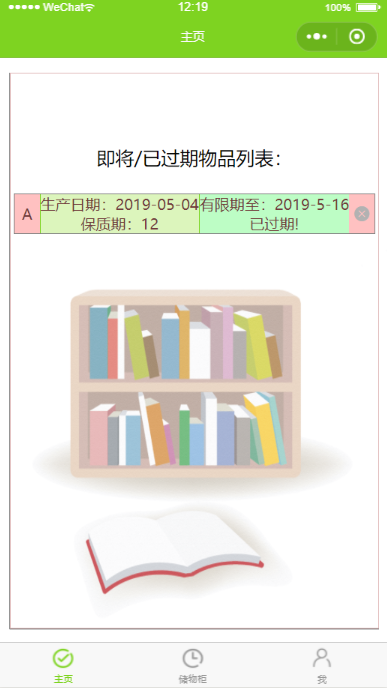 WeChat
12:19
100%
主页
即将/已过期物品列表：
A
生产日期：2019-05-04
保质期：12
有限期至：2019-5-16
已过期!
主页
储物柜
我